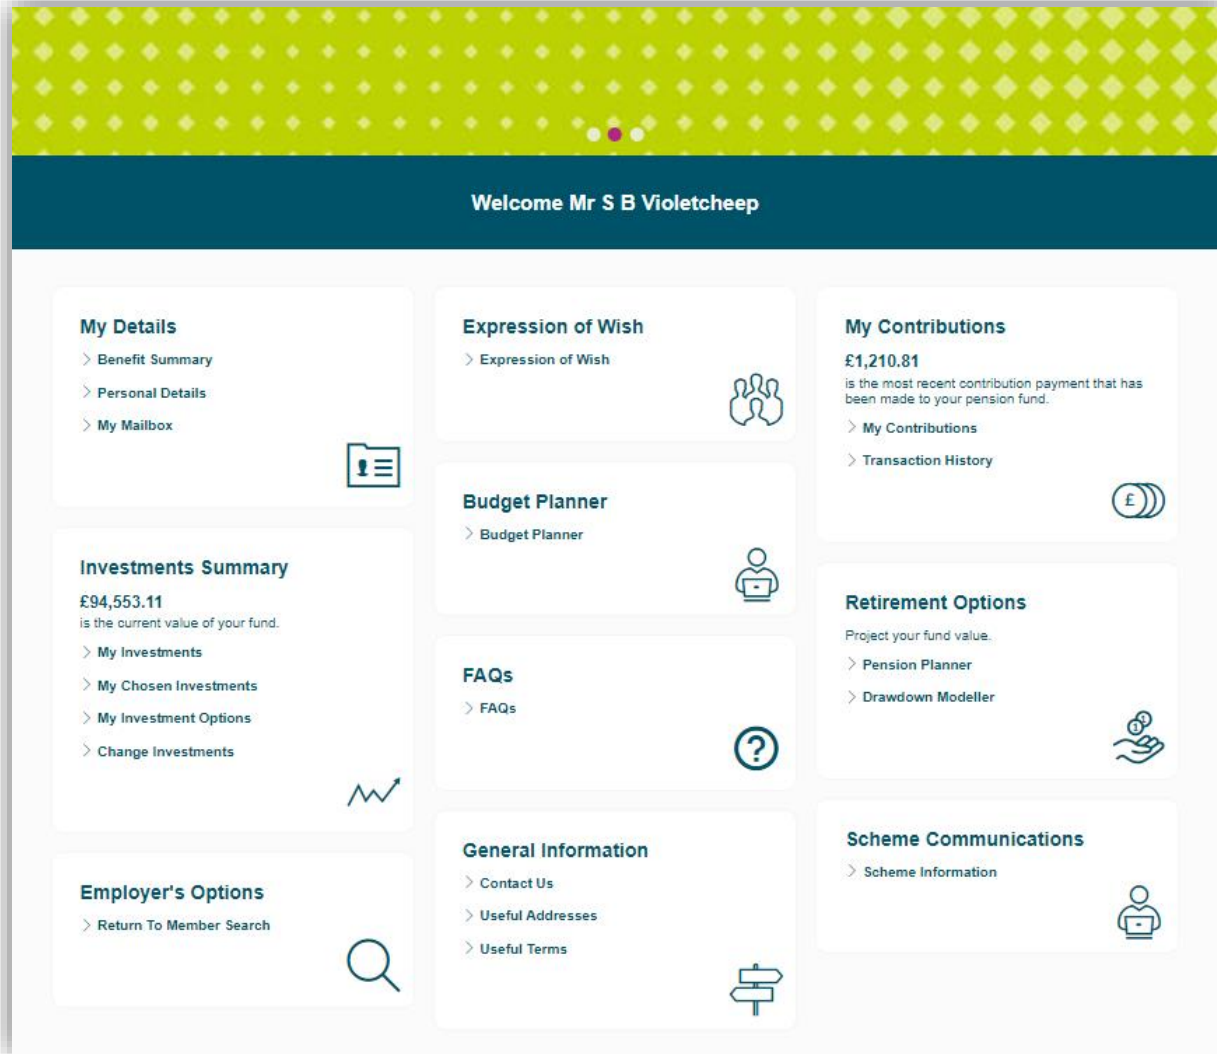 Welcome Mr S B Violetcheep
My Details
Benefit Summary
Personal Details
My Mailbox
Investments Summary
£94,553.11
is the current value of your fund.
My Investments
My Chosen Investments
My Investment Options
Change Investments
Employer's Options
Return To Member Search
Expression of Wish
Expression of Wish
Budget Planner
Budget Planner
FAQs
FAQs
?
General Information
Contact Us
Useful Addresses
Useful Terms
My Contributions
£1,210.81
is the most recent contribution payment that has
been made to your pension fund.
My Contributions
Transaction History
£
Retirement Options
Project your fund value.
Pension Planner
Drawdown Modeller
Scheme Communications
Scheme Information